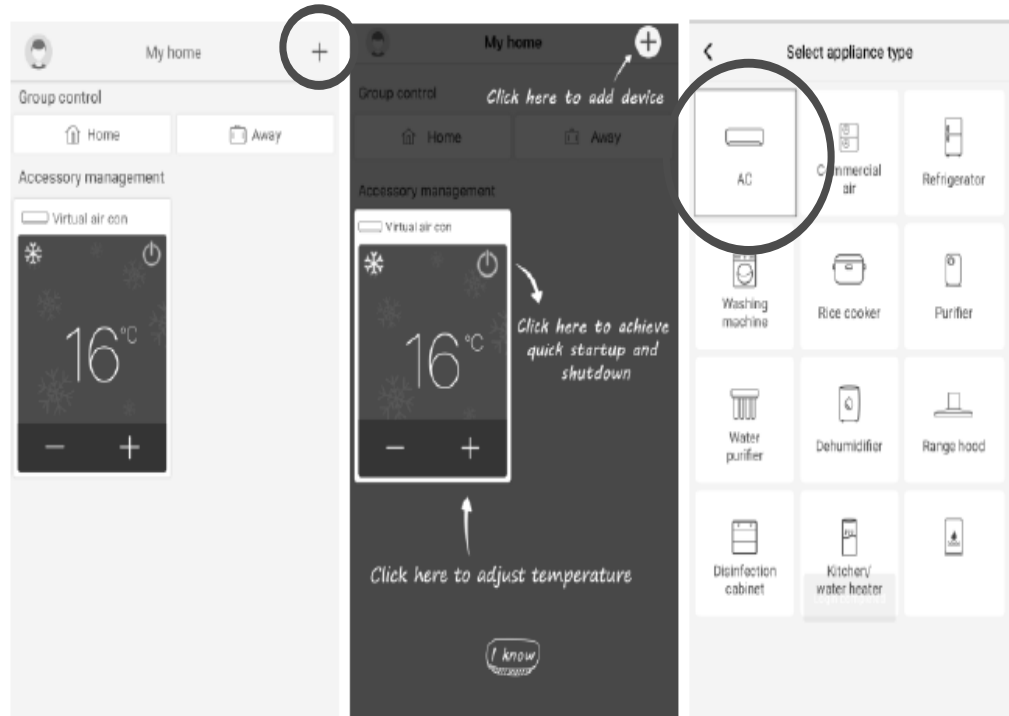 My home
+
Group control
Home
Away
Accessory management
Virtual air con
16°C
− +
My home
+
Click here to add device
Group control
Home
Away
Accessory management
Virtual air con
Click here to achieve
quick startup and
shutdown
16°C
− +
Click here to adjust temperature
I know
Select appliance type
AC
Commercial
air
Refrigerator
Washing
machine
Rice cooker
Purifier
Water
purifier
Dehumidifier
Range hood
Disinfection
cabinet
Kitchen/
water heater